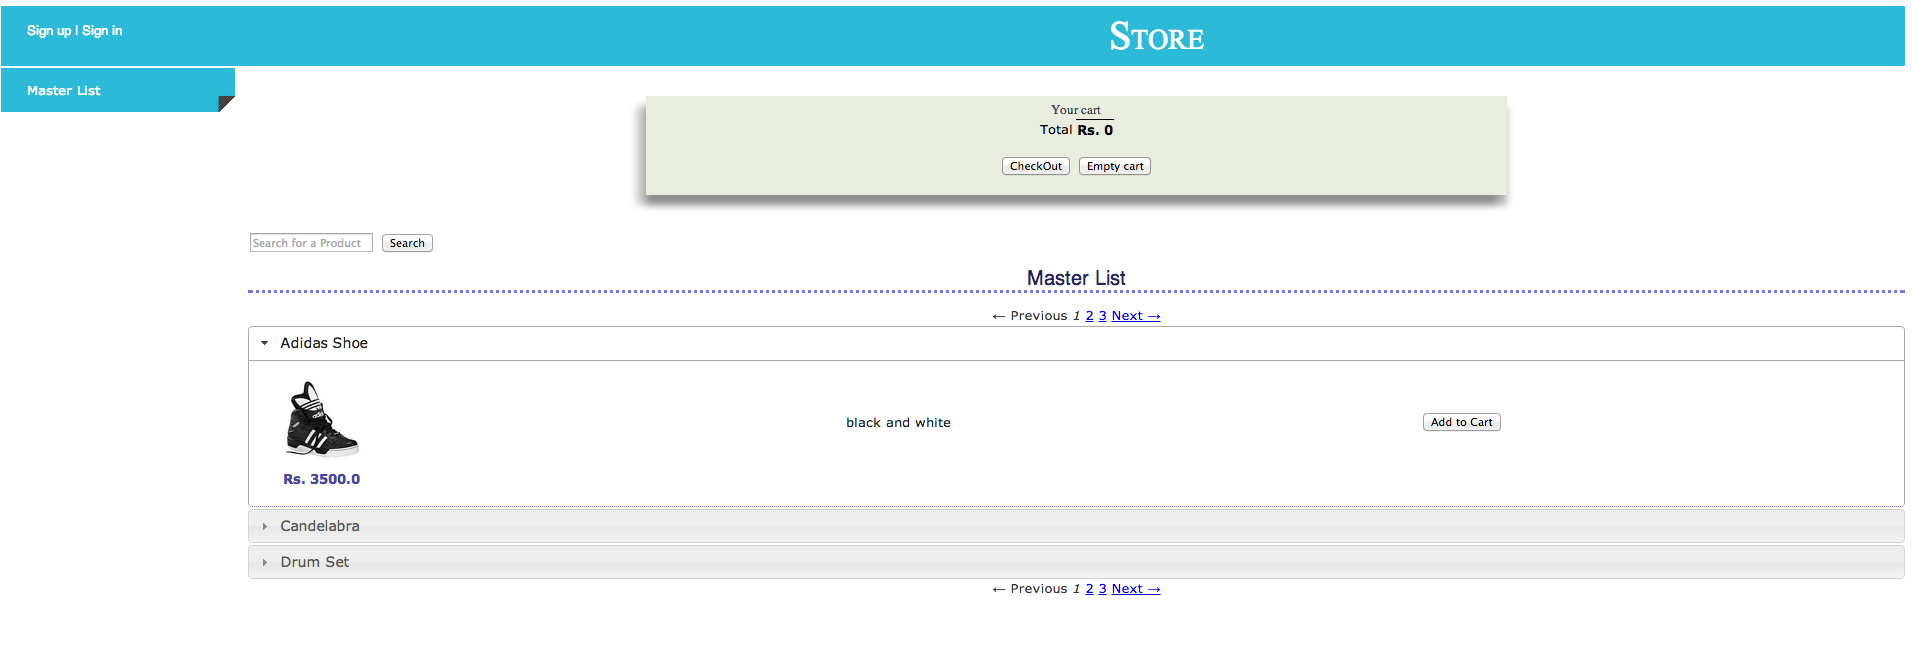 Sign up | Sign in
Store
Master List
Your cart
Total Rs. 0
CheckOut Empty cart
Search for a Product Search
Master List
← Previous 1 2 3 Next →
Adidas Shoe
adidas
black and white
Add to Cart
Rs. 3500.0
Candelabra
Drum Set
← Previous 1 2 3 Next →